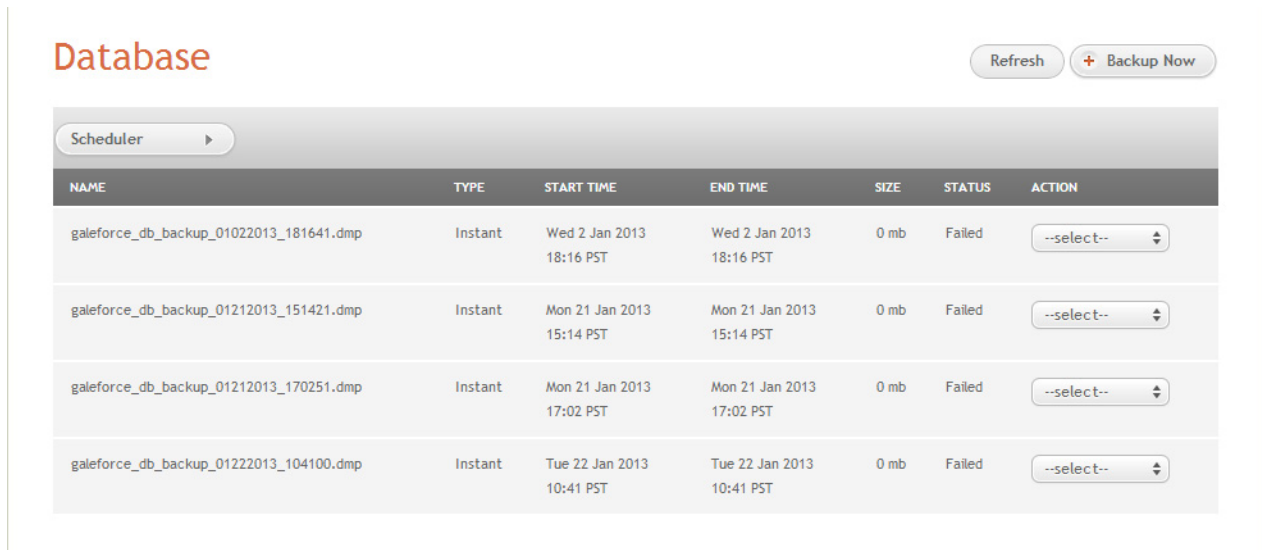 Database
Refresh
+ Backup Now
Scheduler
NAME TYPE START TIME END TIME SIZE STATUS ACTION
galeforce_db_backup_01022013_181641.dmp Instant Wed 2 Jan 2013 Wed 2 Jan 2013 0 mb Failed --select--
18:16 PST 18:16 PST
galeforce_db_backup_01212013_151421.dmp Instant Mon 21 Jan 2013 Mon 21 Jan 2013 0 mb Failed --select--
15:14 PST 15:14 PST
galeforce_db_backup_01212013_170251.dmp Instant Mon 21 Jan 2013 Mon 21 Jan 2013 0 mb Failed --select--
17:02 PST 17:02 PST
galeforce_db_backup_01222013_104100.dmp Instant Tue 22 Jan 2013 Tue 22 Jan 2013 0 mb Failed --select--
10:41 PST 10:41 PST